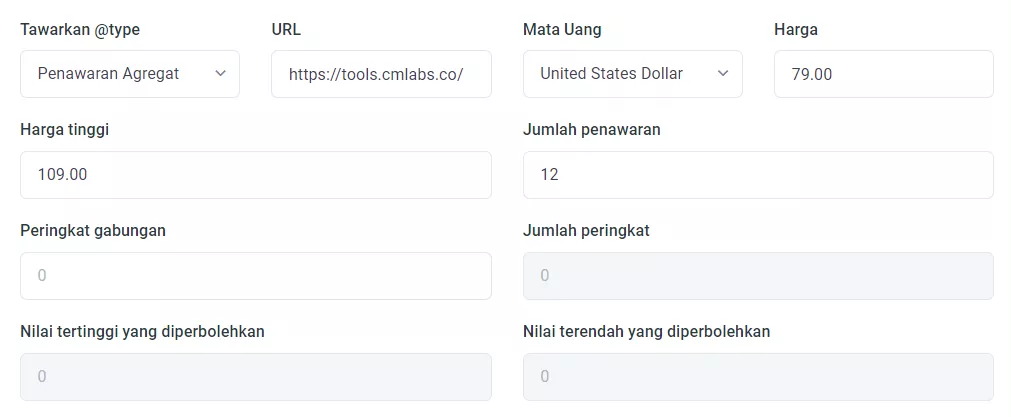 Tawarkan @type URL Mata Uang Harga
Penawaran Agregat https://tools.cmlabs.co/ United States Dollar 79.00
Harga tinggi Jumlah penawaran
109.00 12
Peringkat gabungan Jumlah peringkat
0 0
Nilai tertinggi yang diperbolehkan Nilai terendah yang diperbolehkan
0 0